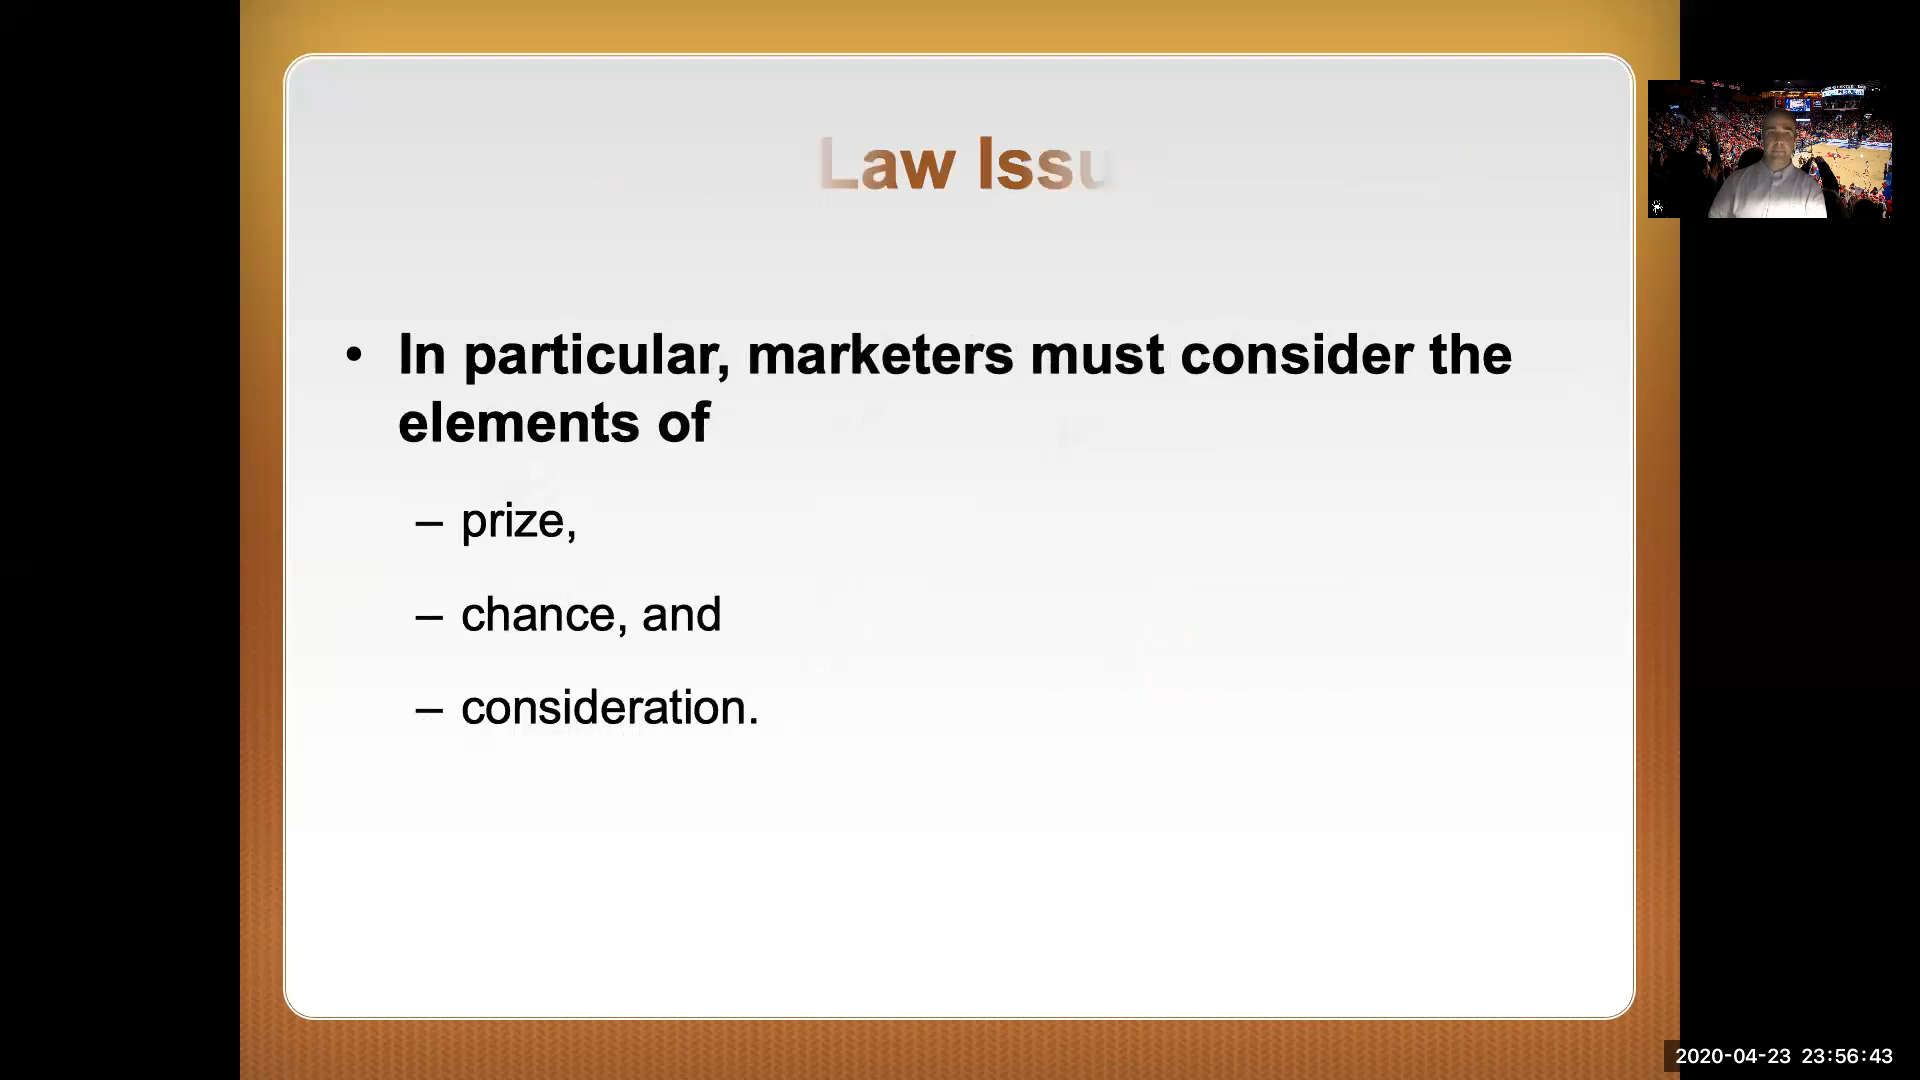 Law Issu
• In particular, marketers must consider the
elements of
– prize,
– chance, and
– consideration.
2020-04-23 23:56:43